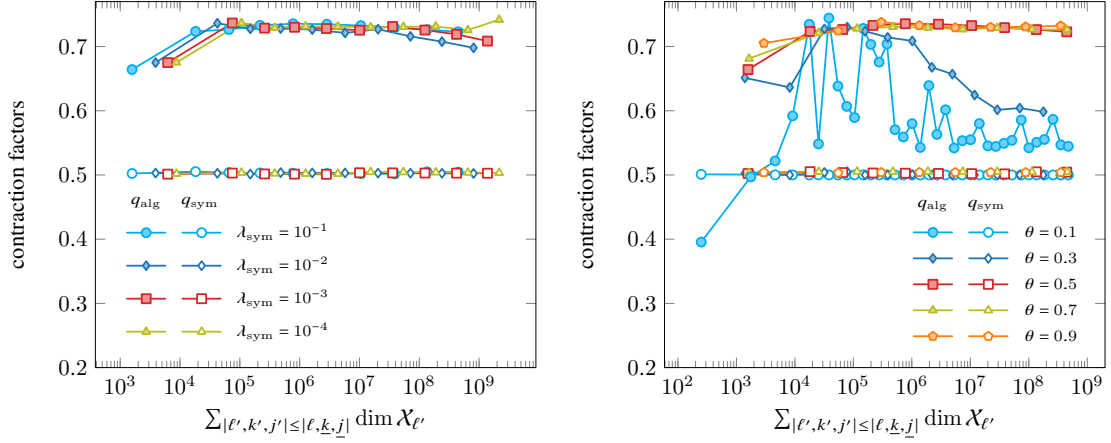 contraction factors
0.7
0.6
0.5
0.4
0.3
0.2
q_alg q_sym
λ_sym = 10^−1
λ_sym = 10^−2
λ_sym = 10^−3
λ_sym = 10^−4
10^3 10^4 10^5 10^6 10^7 10^8 10^9
∑_|ℓ′,k′,j′|≤|ℓ,k,j| dim X_ℓ′
contraction factors
0.7
0.6
0.5
0.4
0.3
0.2
q_alg q_sym
θ = 0.1
θ = 0.3
θ = 0.5
θ = 0.7
θ = 0.9
10^2 10^3 10^4 10^5 10^6 10^7 10^8 10^9
∑_|ℓ′,k′,j′|≤|ℓ,k,j| dim X_ℓ′